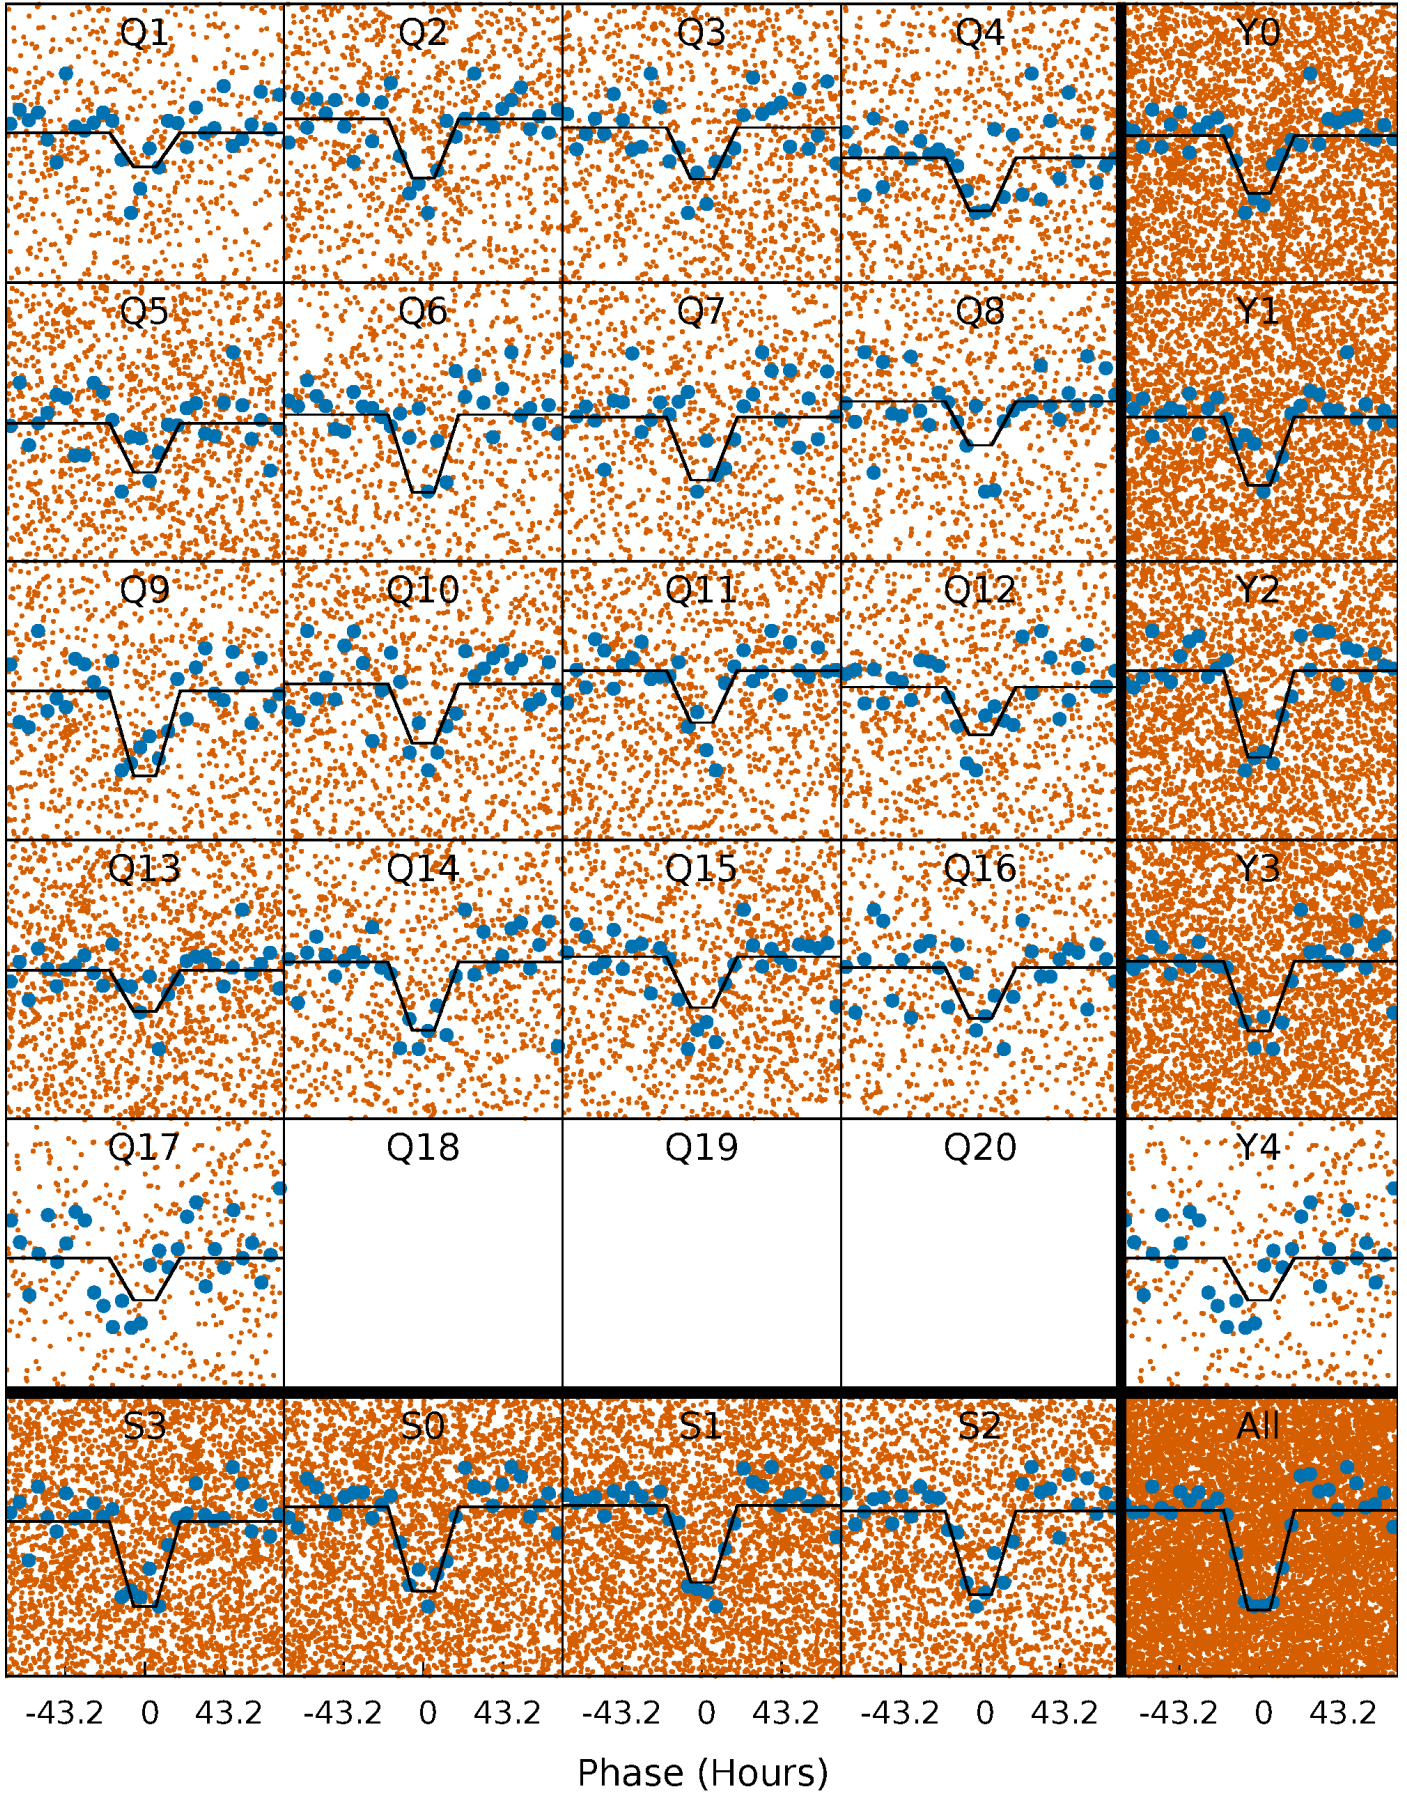 Q1 Q2 Q3 Q4 Y0
Q5 Q6 Q7 Q8 Y1
Q9 Q10 Q11 Q12 Y2
Q13 Q14 Q15 Q16 Y3
Q17 Q18 Q19 Q20 Y4
S3 S0 S1 S2 All
-43.2 0 43.2 -43.2 0 43.2 -43.2 0 43.2 -43.2 0 43.2 -43.2 0 43.2
Phase (Hours)